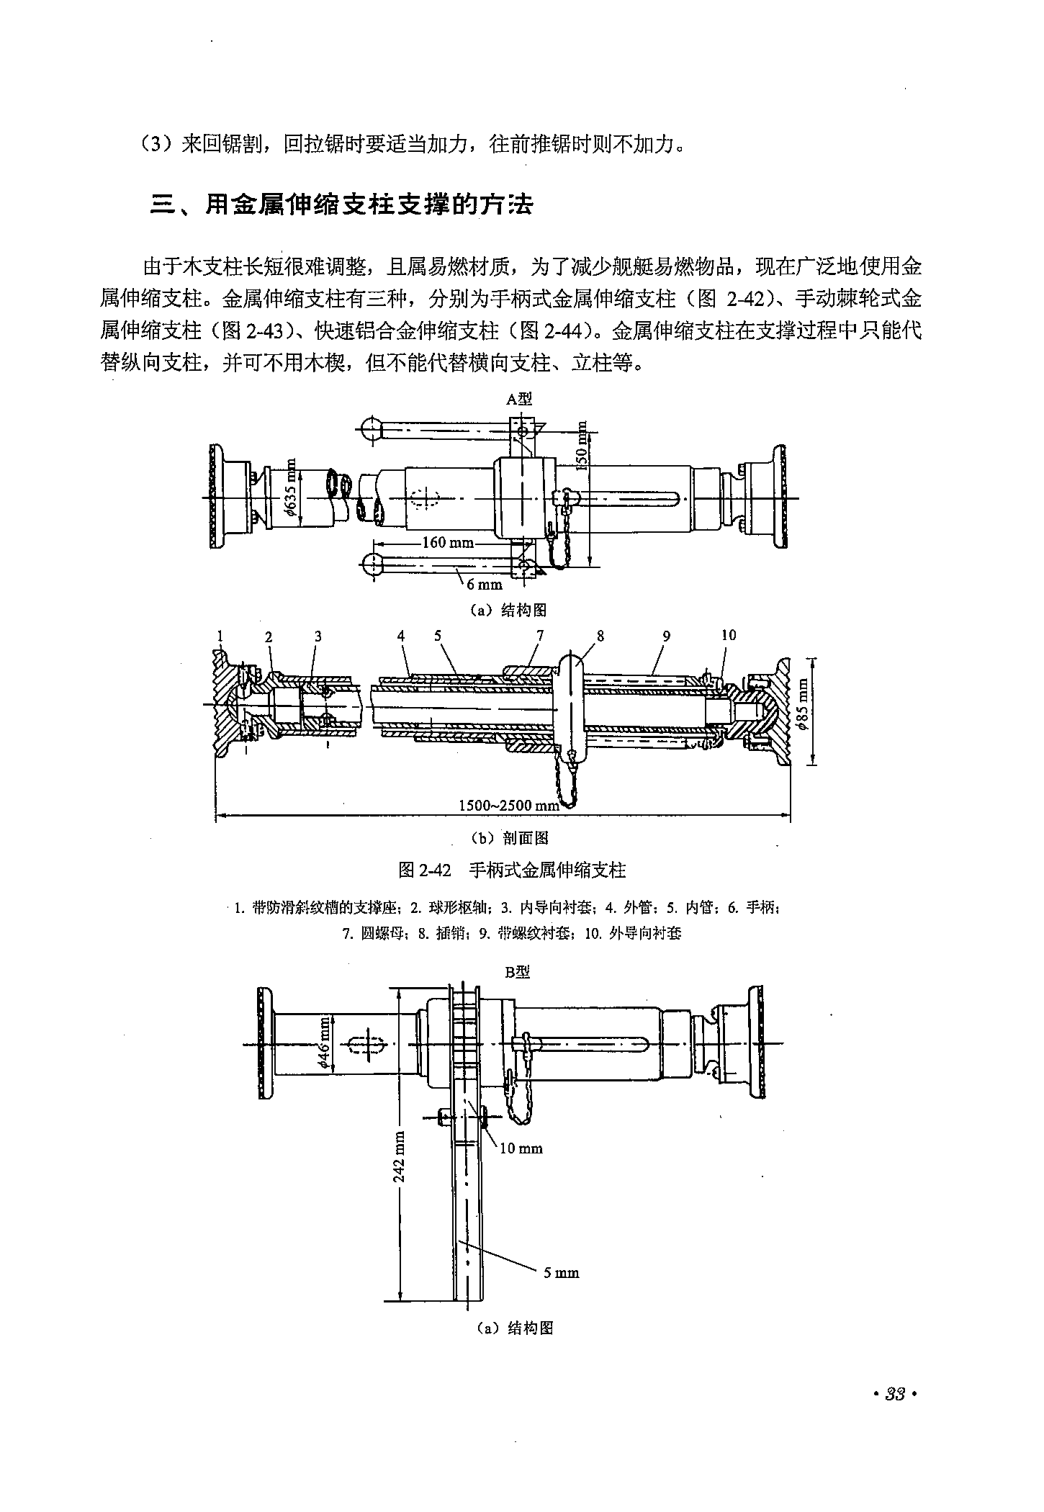 （3）来回锯割，回拉锯时要适当加力，往前推锯时则不加力。
三、用金属伸缩支柱支撑的方法
由于木支柱长短很难调整，且属易燃材质，为了减少舰艇易燃物品，现在广泛地使用金
属伸缩支柱。金属伸缩支柱有三种，分别为手柄式金属伸缩支柱（图 2-42）、手动棘轮式金
属伸缩支柱（图 2-43）、快速铝合金伸缩支柱（图 2-44）。金属伸缩支柱在支撑过程中只能代
替纵向支柱，并可不用木楔，但不能代替横向支柱、立柱等。
A型
150 mm
φ635 mm
160 mm
6 mm
（a）结构图
1 2 3 4 5 7 8 9 10
φ85 mm
1500~2500 mm
（b）剖面图
图 2-42 手柄式金属伸缩支柱
1. 带防滑斜纹槽的支撑座；2. 球形枢轴；3. 内导向衬套；4. 外管；5. 内管；6. 手柄；
7. 圆螺母；8. 插销；9. 带螺纹衬套；10. 外导向衬套
B型
φ46 mm
242 mm
10 mm
5 mm
（a）结构图
·33·